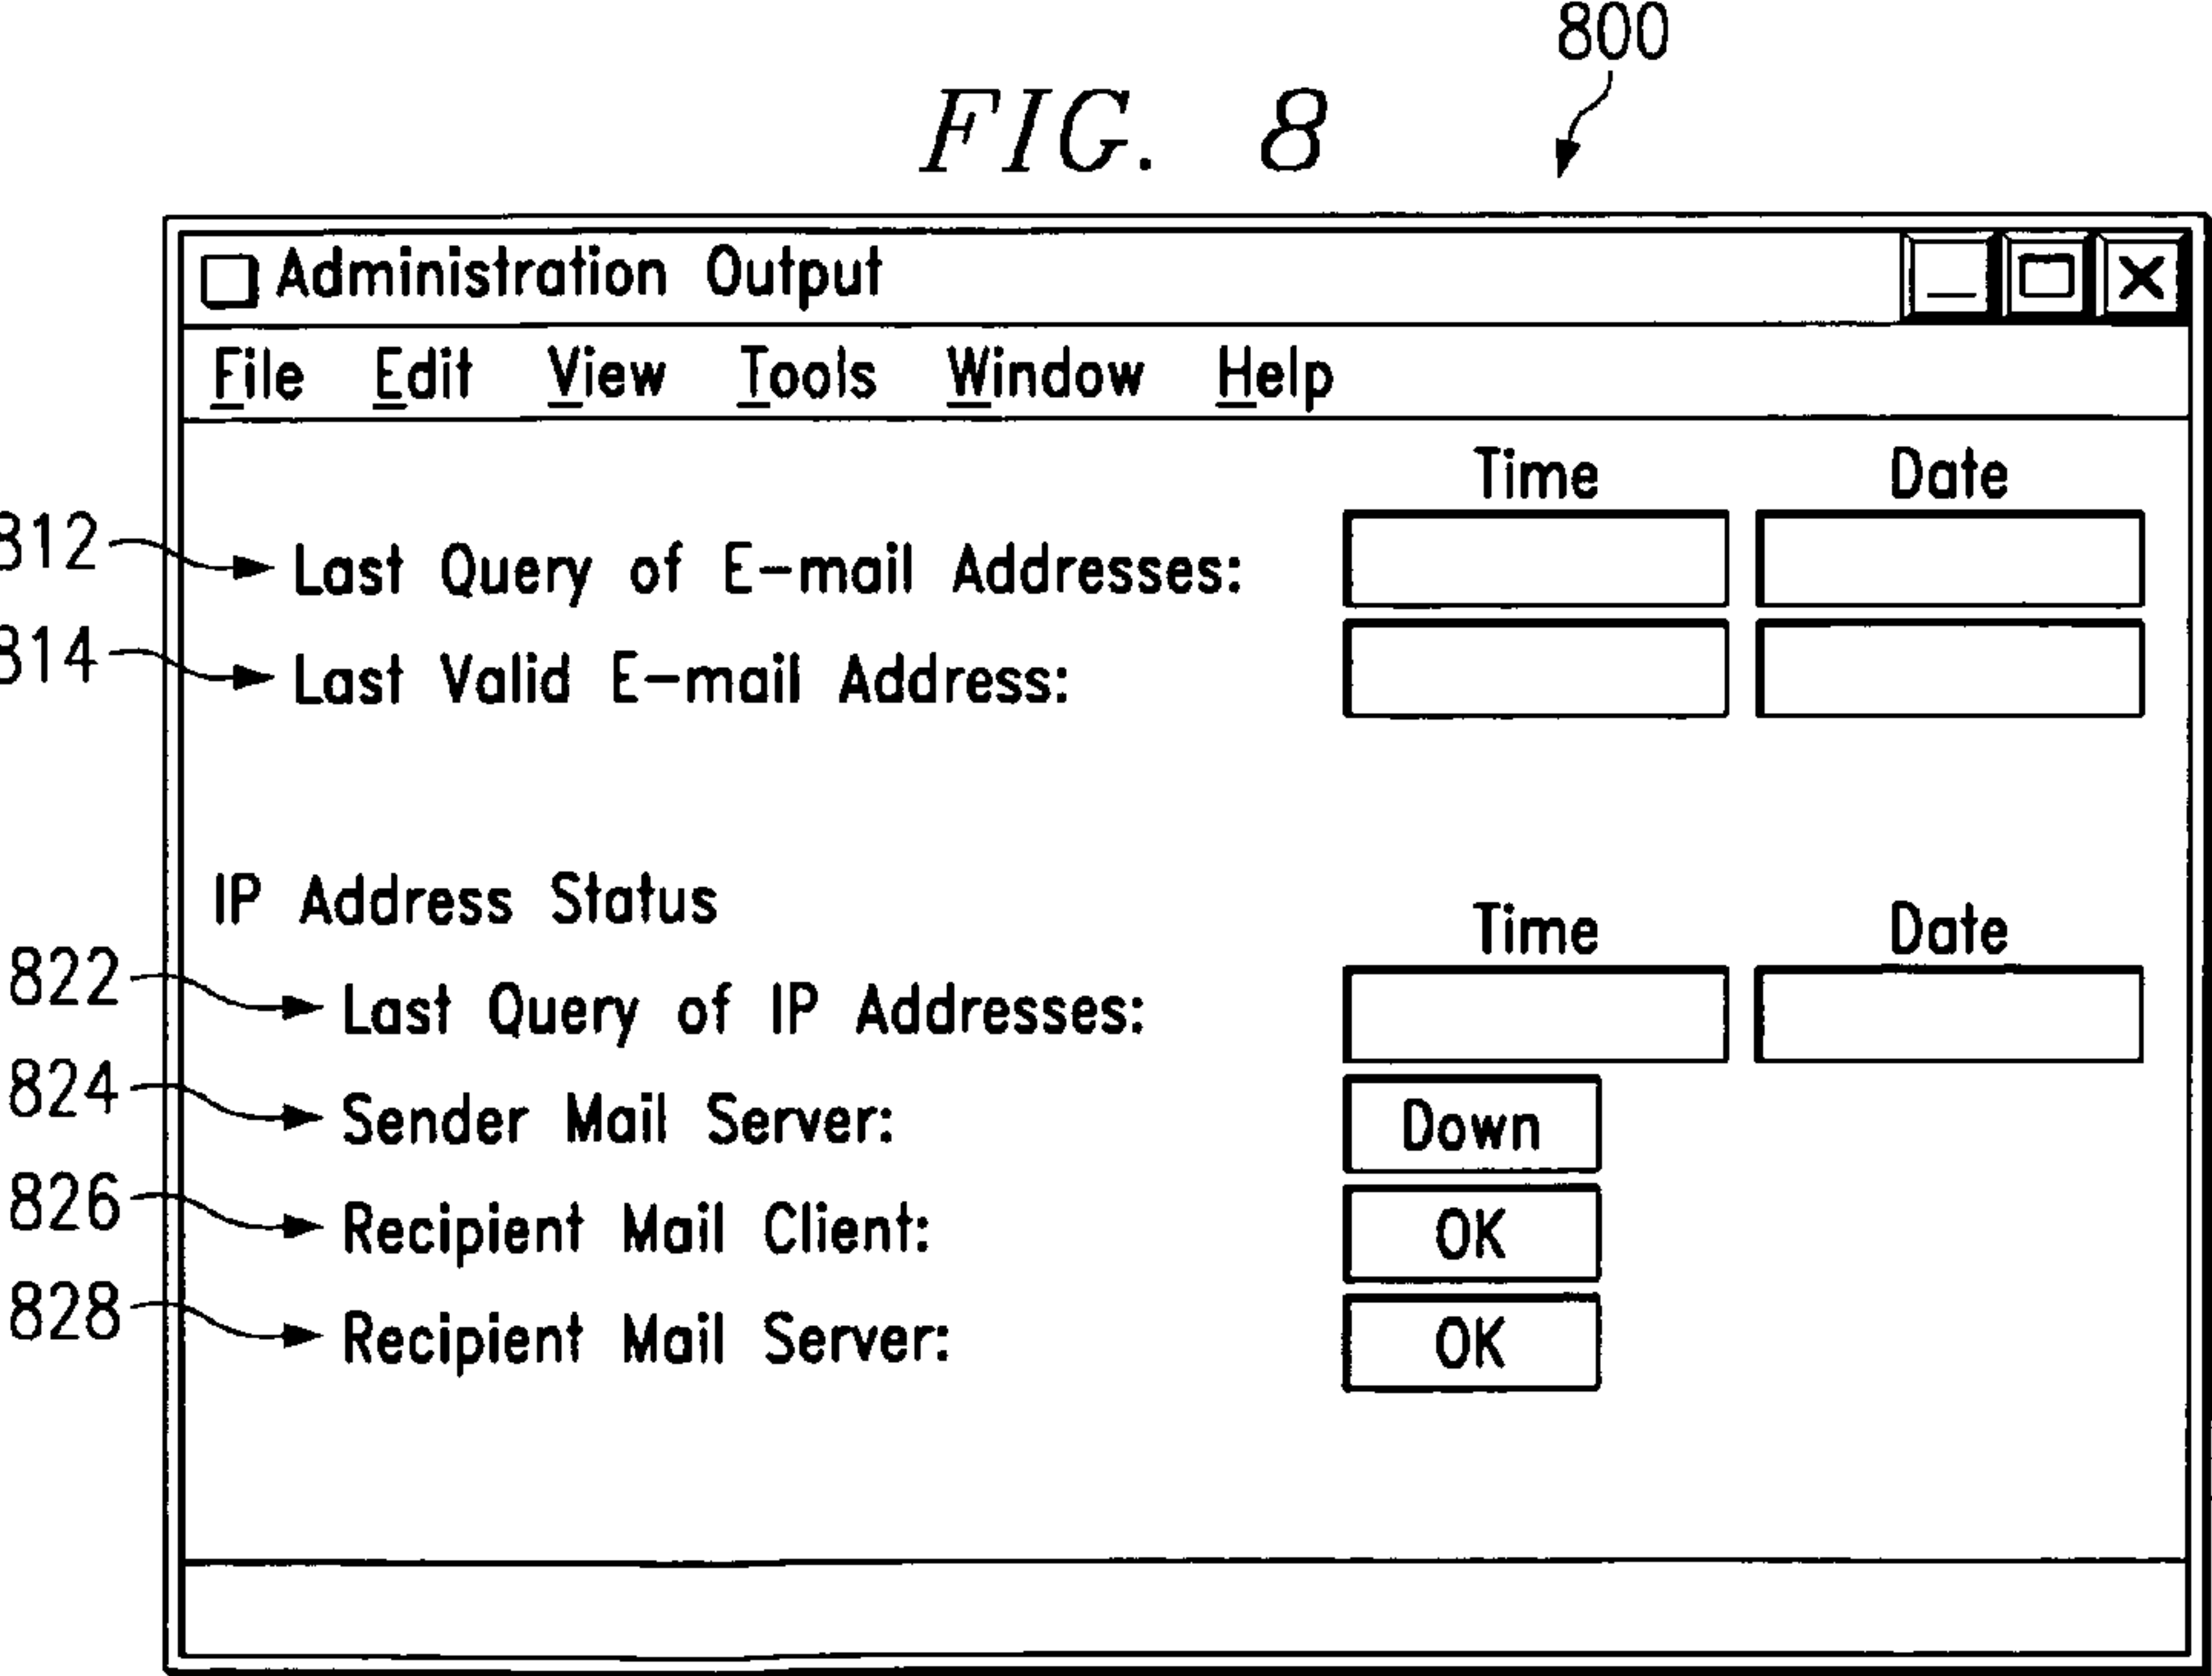 800
FIG. 8
Administration Output
File Edit View Tools Window Help
Time Date
812 Last Query of E-mail Addresses:
814 Last Valid E-mail Address:
IP Address Status
Time Date
822 Last Query of IP Addresses:
824 Sender Mail Server: Down
826 Recipient Mail Client: OK
828 Recipient Mail Server: OK